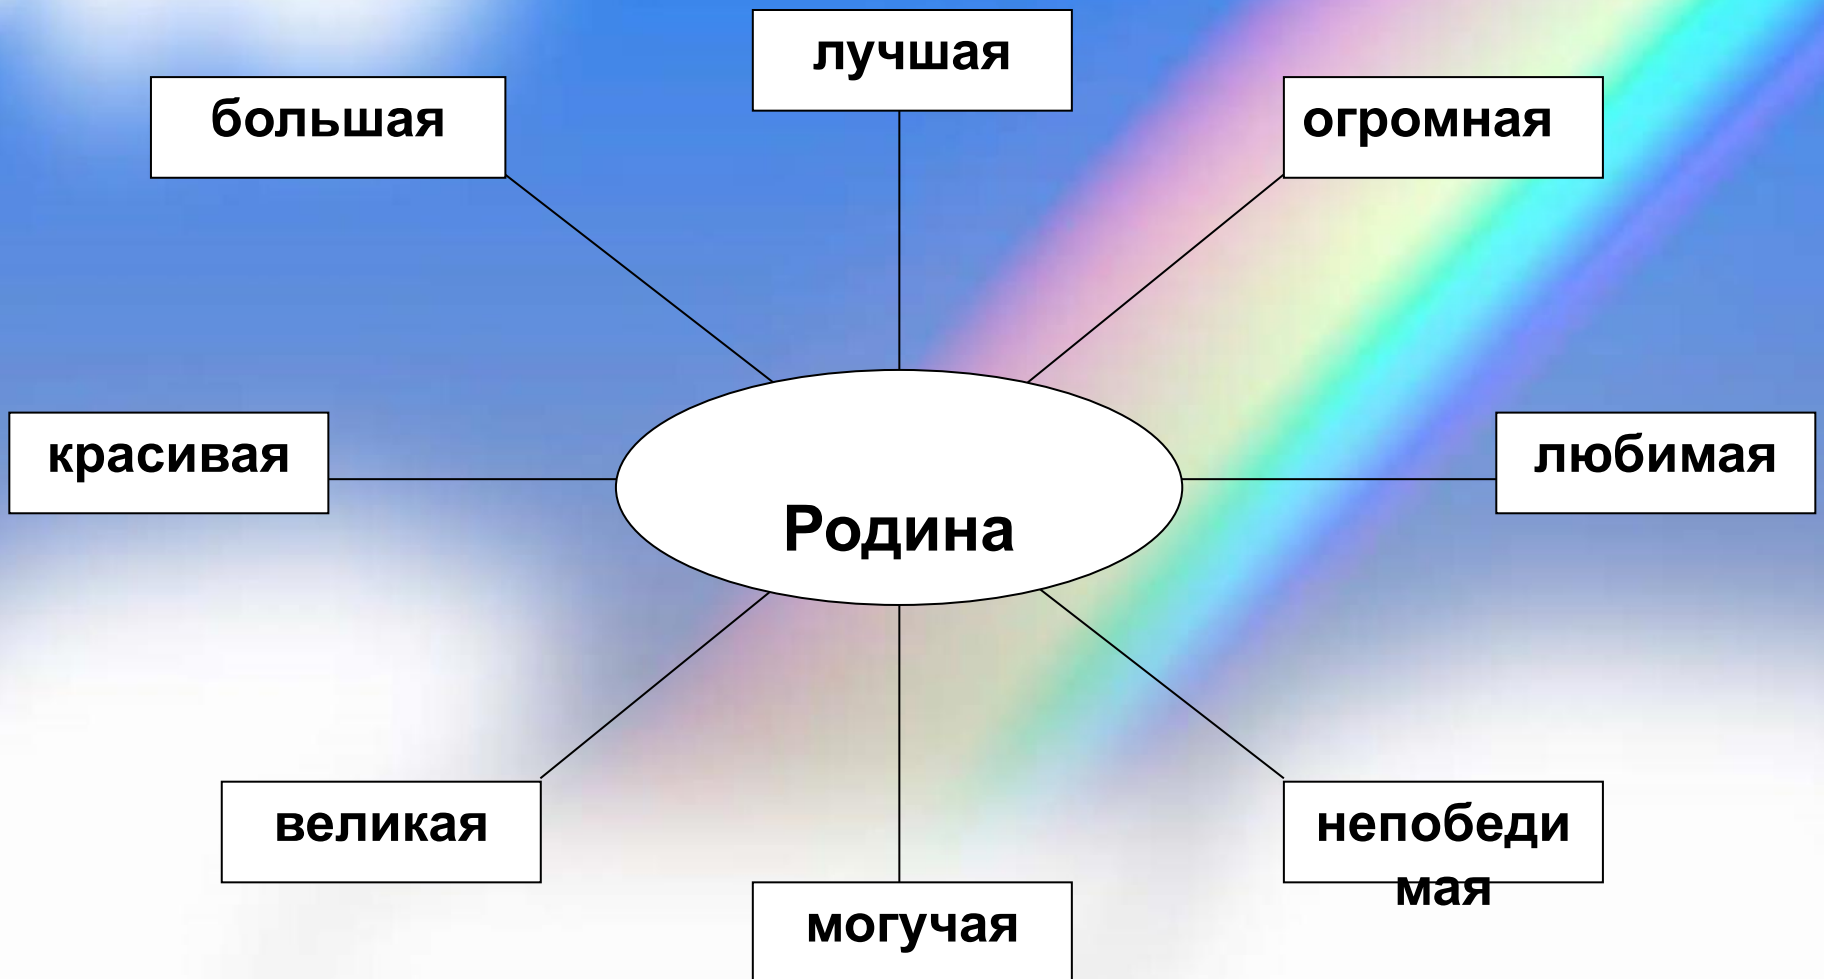 лучшая
большая
огромная
красивая
любимая
Родина
великая
непобеди
мая
могучая